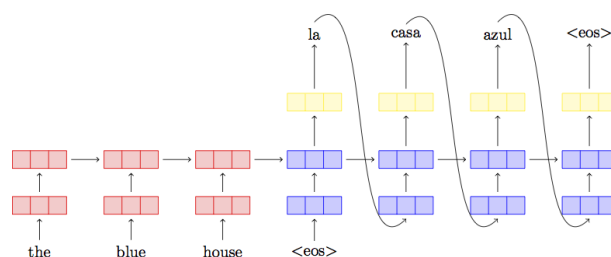 la casa azul <eos>
the blue house <eos>